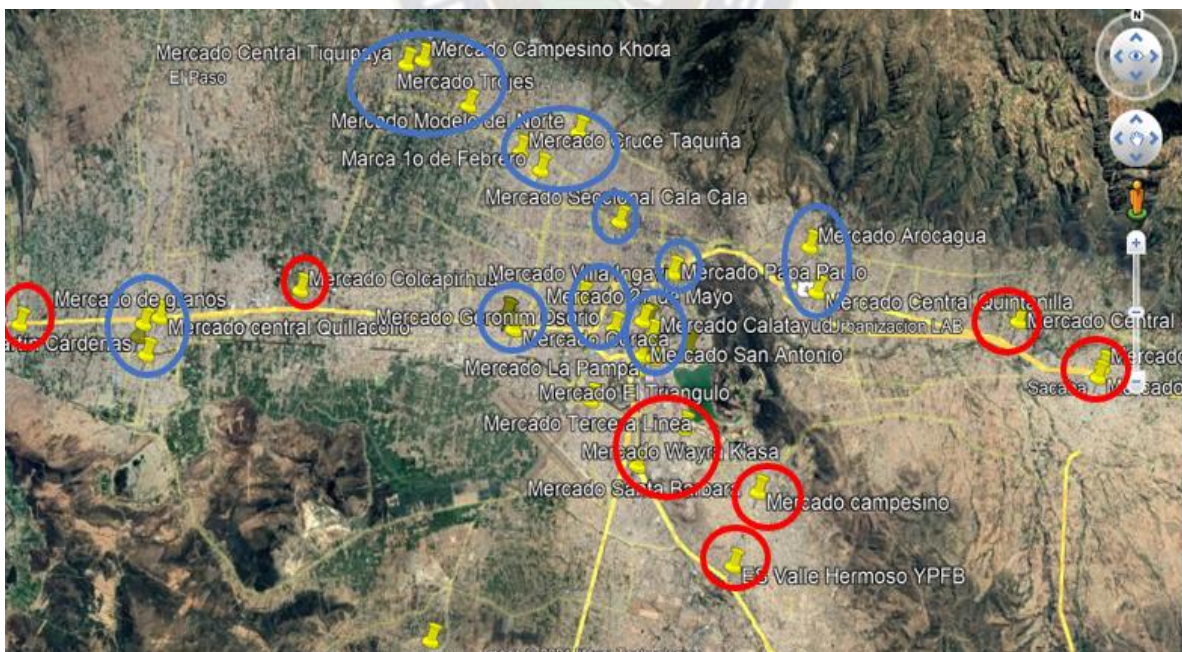 N
Mercado Central Tiquipaya
Mercado Campesino Khora
El Paso
Mercado Trojes
Mercado Modelo del Norte
Mercado Cruce Taquiña
Marca 1o de Febrero
Mercado Seccional Cala Cala
Mercado Arocagua
Mercado Colcapirhua
Mercado Villa Ingavi
Mercado Papa Paulo
Mercado de granos
Mercado 27 de Mayo
Mercado Central Quintanilla
Mercado Geronimo Osorio
Mercado Central
Mercado central Quillacollo
Mercado Calatayud
Urbanizacion LAB
Cárdenas
Mercado San Antonio
Mercado
Mercado La Pampa
Sacaba
Mercado
Mercado El Triangulo
Mercado Tercera Linea
Mercado Wayra K'asa
Mercado Santa Barbara
Mercado campesino
ES Valle Hermoso YPFB